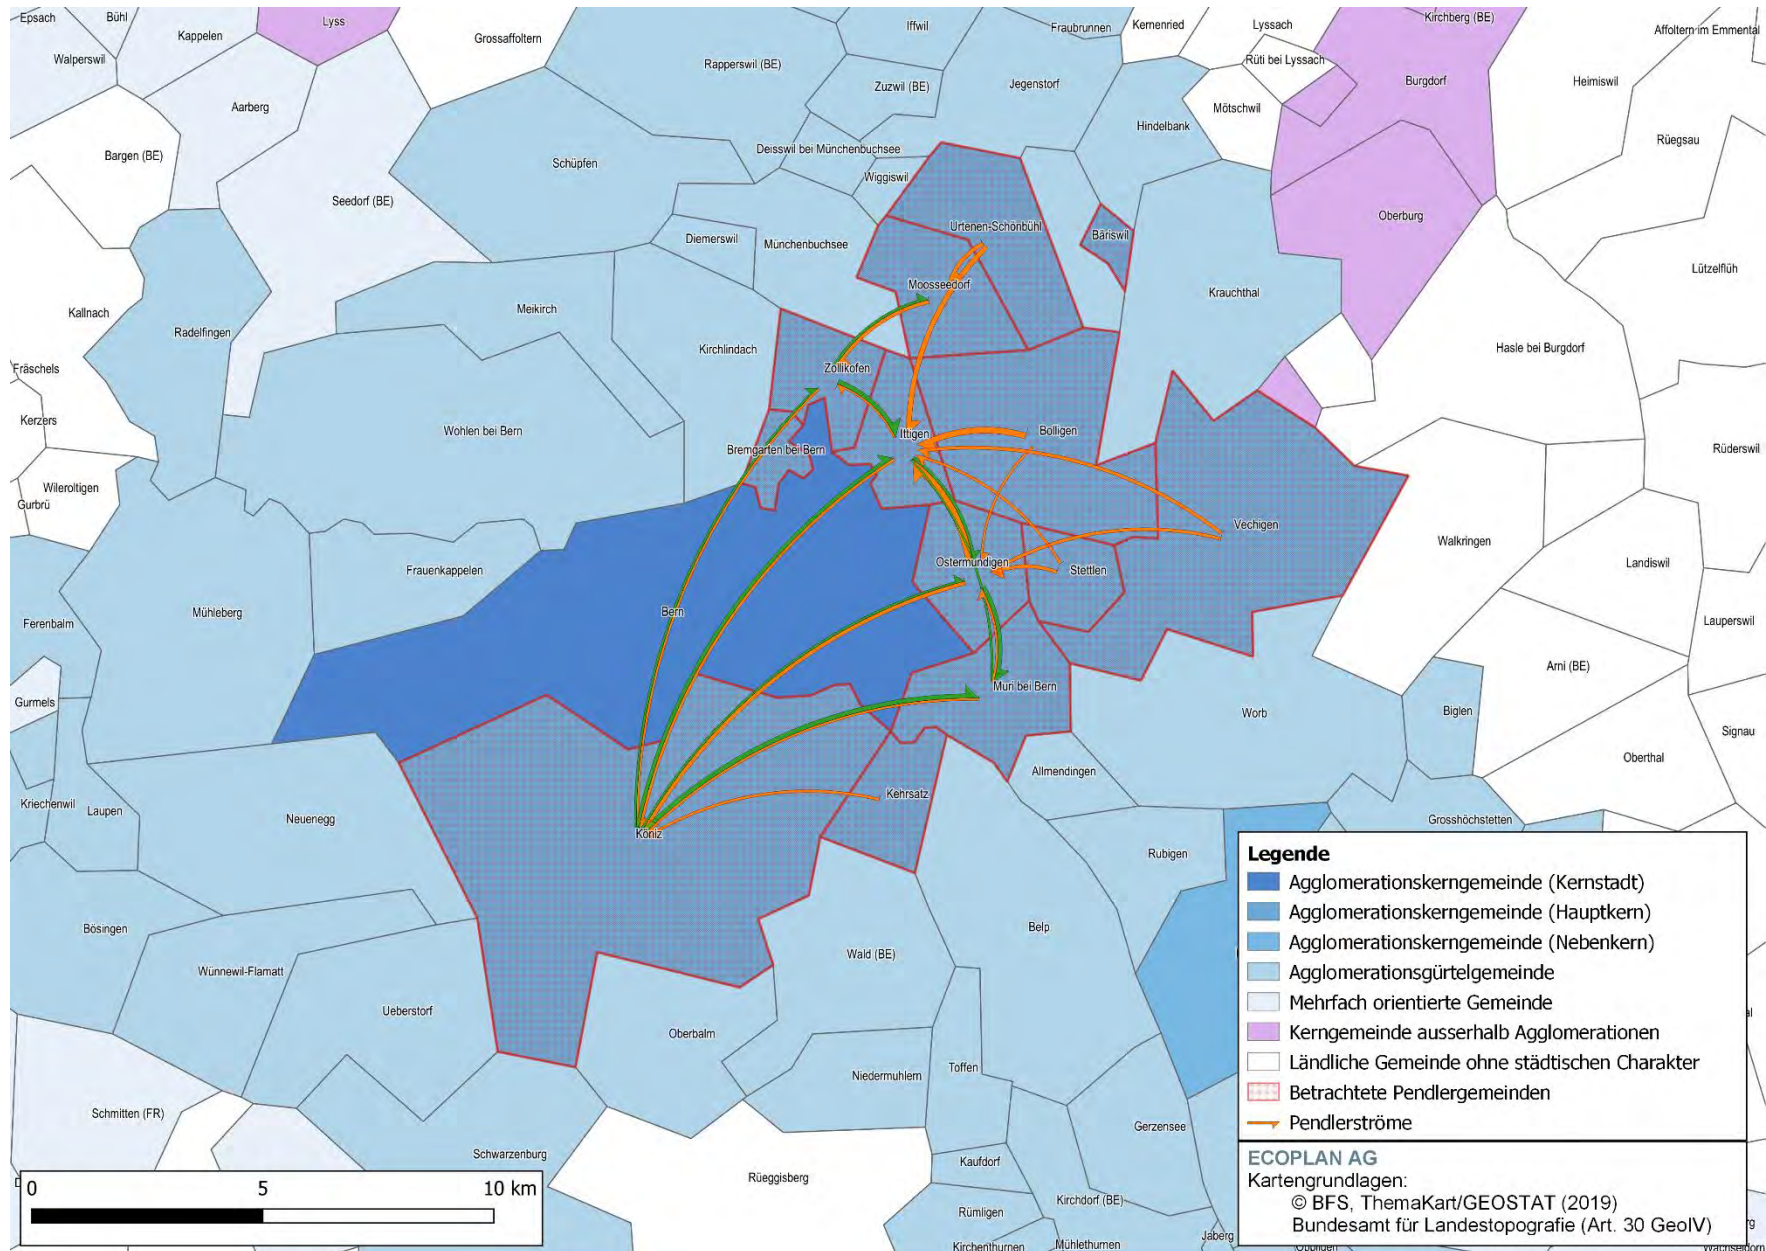 Epsach
Bühl
Kappelen
Lyss
Grossaffoltern
Iffwil
Fraubrunnen
Kernenried
Lyssach
Kirchberg (BE)
Affoltern im Emmental
Walperswil
Rapperswil (BE)
Rüti bei Lyssach
Aarberg
Zuzwil (BE)
Jegenstorf
Burgdorf
Heimiswil
Mötschwil
Hindelbank
Bargen (BE)
Deisswil bei Münchenbuchsee
Rüegsau
Schüpfen
Wiggiswil
Seedorf (BE)
Oberburg
Urtenen-Schönbühl
Bäriswil
Diemerswil
Münchenbuchsee
Lützelflüh
Moosseedorf
Krauchthal
Kallnach
Meikirch
Radelfingen
Kirchlindach
Hasle bei Burgdorf
Fräschels
Zollikofen
Kerzers
Wohlen bei Bern
Ittigen
Bolligen
Bremgarten bei Bern
Rüderswil
Wileroltigen
Gurbrü
Vechigen
Walkringen
Frauenkappelen
Ostermundigen
Stettlen
Landiswil
Mühleberg
Bern
Ferenbalm
Lauperswil
Arni (BE)
Muri bei Bern
Gurmels
Worb
Biglen
Signau
Oberthal
Allmendingen
Kehrsatz
Kriechenwil
Laupen
Neuenegg
Grosshöchstetten
Köniz
Rubigen
Bösingen
Belp
Wald (BE)
Wünnewil-Flamatt
Ueberstorf
Oberbalm
Toffen
Niedermuhlern
Schmitten (FR)
Gerzensee
Schwarzenburg
Kaufdorf
Rüeggisberg
Kirchdorf (BE)
Rümligen
Jaberg
Kirchenthurnen
Mühlethurnen
Legende
Agglomerationskerngemeinde (Kernstadt)
Agglomerationskerngemeinde (Hauptkern)
Agglomerationskerngemeinde (Nebenkern)
Agglomerationsgürtelgemeinde
Mehrfach orientierte Gemeinde
Kerngemeinde ausserhalb Agglomerationen
Ländliche Gemeinde ohne städtischen Charakter
Betrachtete Pendlergemeinden
Pendlerströme
ECOPLAN AG
Kartengrundlagen:
© BFS, ThemaKart/GEOSTAT (2019)
Bundesamt für Landestopografie (Art. 30 GeoIV)
0 5 10 km